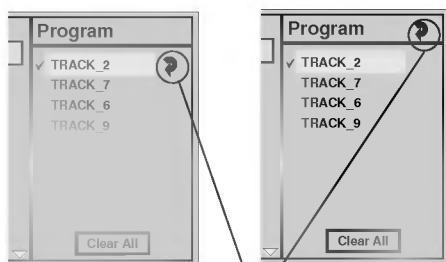 Program
✓ TRACK_2
TRACK_7
TRACK_6
TRACK_9
Clear All
Program
✓ TRACK_2
TRACK_7
TRACK_6
TRACK_9
Clear All